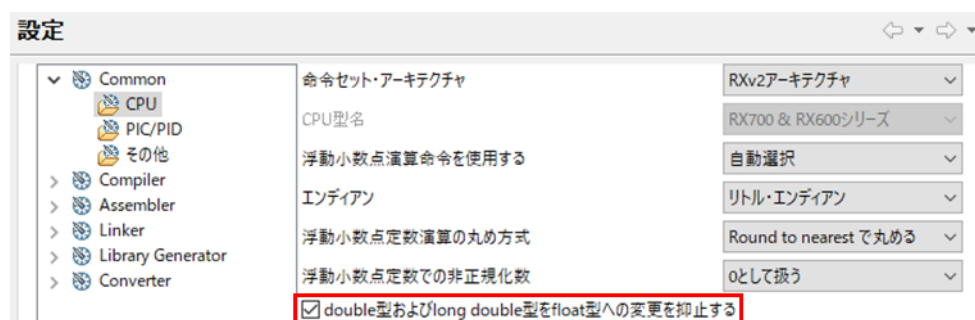 設定
Common
CPU
PIC/PID
その他
Compiler
Assembler
Linker
Library Generator
Converter
命令セット・アーキテクチャ RXv2アーキテクチャ
CPU型名 RX700 & RX600シリーズ
浮動小数点演算命令を使用する 自動選択
エンディアン リトル・エンディアン
浮動小数点定数演算の丸め方式 Round to nearest で丸める
浮動小数点定数での非正規化数 0として扱う
double型およびlong double型をfloat型への変更を抑止する